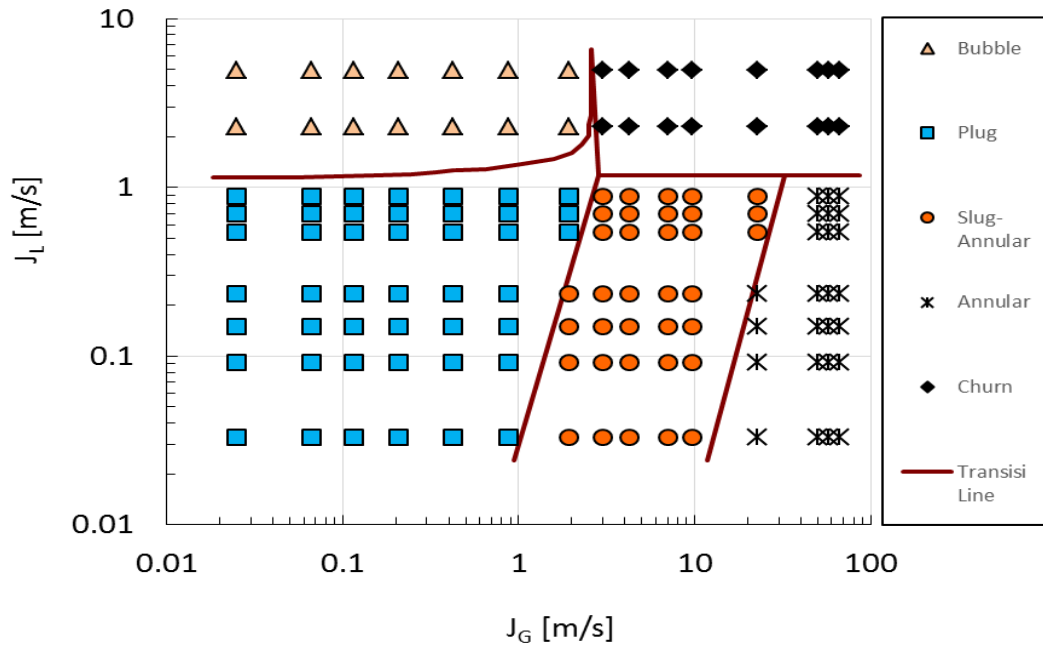 10
1
0.1
0.01
J_L [m/s]
0.01 0.1 1 10 100
J_G [m/s]
Bubble
Plug
Slug-
Annular
Annular
Churn
Transisi
Line